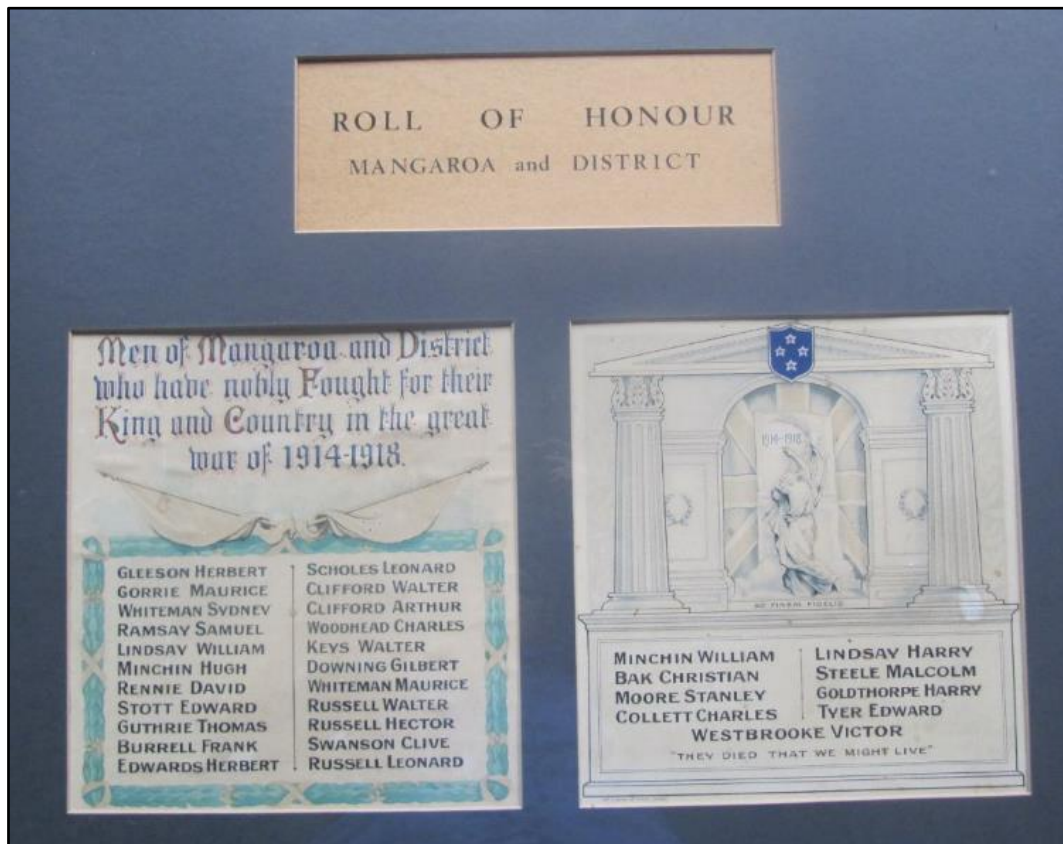 ROLL OF HONOUR
MANGAROA and DISTRICT
Men of Mangaroa and District
who have nobly Fought for their
King and Country in the great
war of 1914-1918.
GLEESON HERBERT
GORRIE MAURICE
WHITEMAN SYDNEY
RAMSAY SAMUEL
LINDSAY WILLIAM
MINCHIN HUGH
RENNIE DAVID
STOTT EDWARD
GUTHRIE THOMAS
BURRELL FRANK
EDWARDS HERBERT
SCHOLES LEONARD
CLIFFORD WALTER
CLIFFORD ARTHUR
WOODHEAD CHARLES
KEYS WALTER
DOWNING GILBERT
WHITEMAN MAURICE
RUSSELL WALTER
RUSSELL HECTOR
SWANSON CLIVE
RUSSELL LEONARD
1914-1918
AD FINEM FIDELIS
MINCHIN WILLIAM
BAK CHRISTIAN
MOORE STANLEY
COLLETT CHARLES
LINDSAY HARRY
STEELE MALCOLM
GOLDTHORPE HARRY
TYER EDWARD
WESTBROOKE VICTOR
"THEY DIED THAT WE MIGHT LIVE"